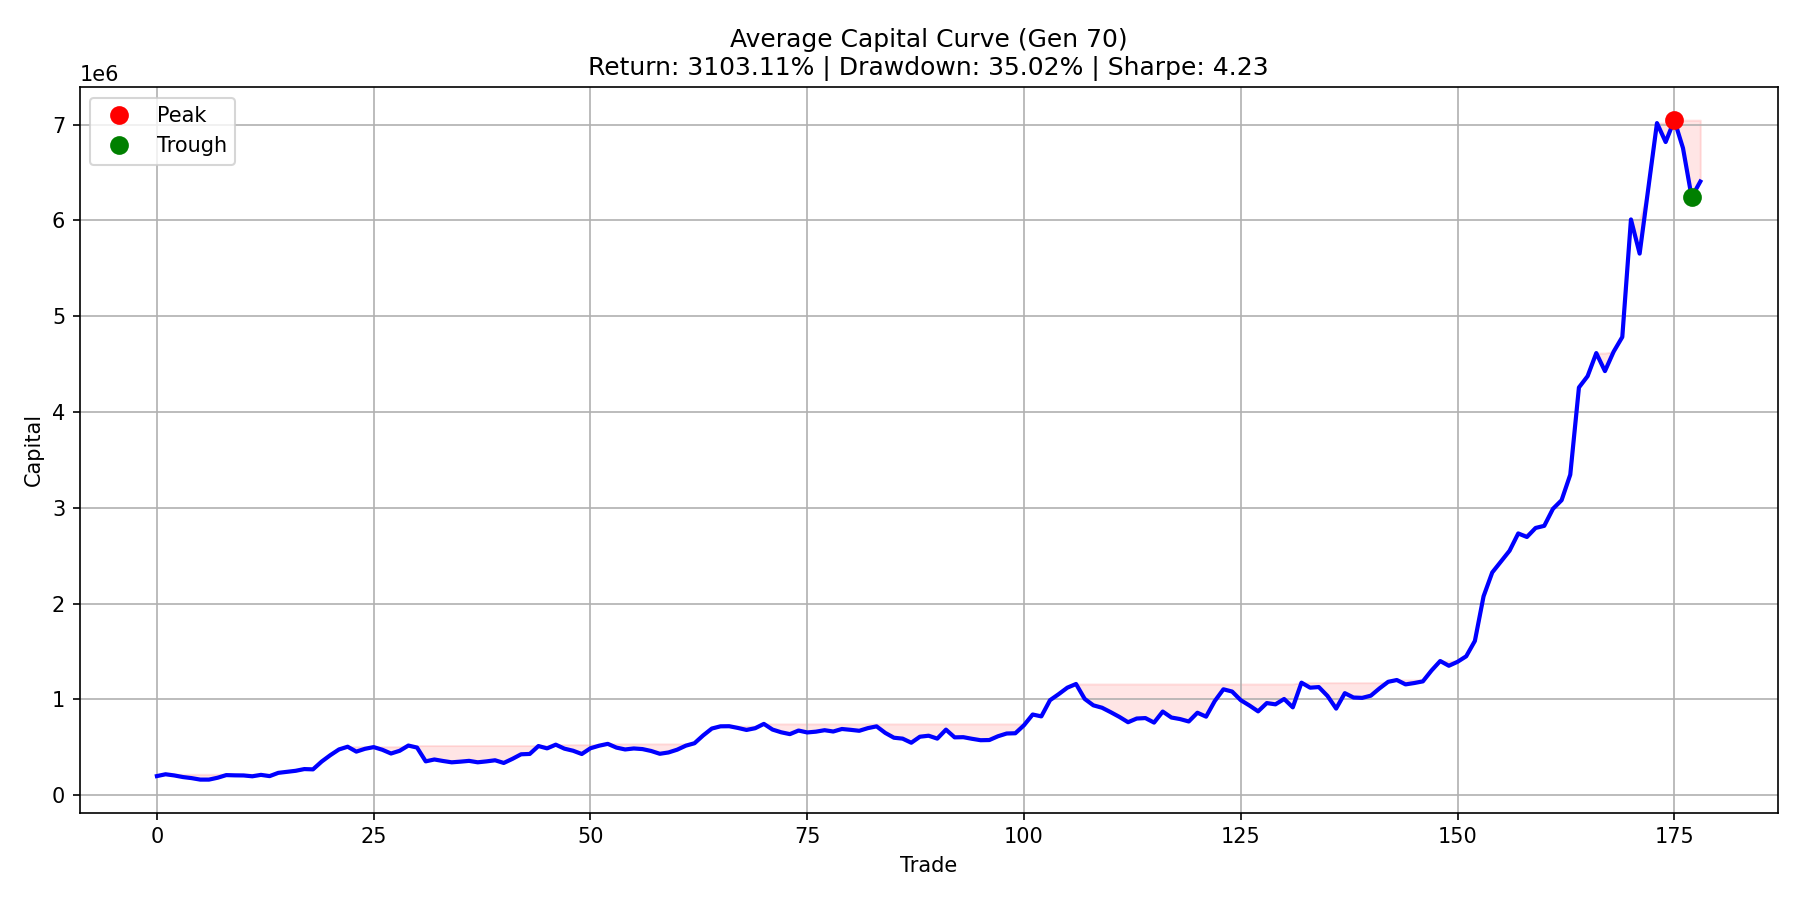 Average Capital Curve (Gen 70)
Return: 3103.11% | Drawdown: 35.02% | Sharpe: 4.23
1e6
Peak
Trough
7
6
5
4
3
2
1
0
Capital
0 25 50 75 100 125 150 175
Trade